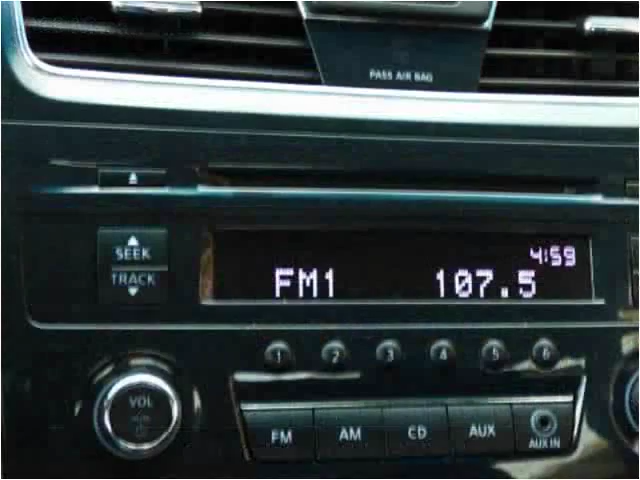 PASS AIR BAG
SEEK
TRACK
4:59
FM1 107.5
1 2 3 4 5 6
VOL
FM AM CD AUX
AUX IN